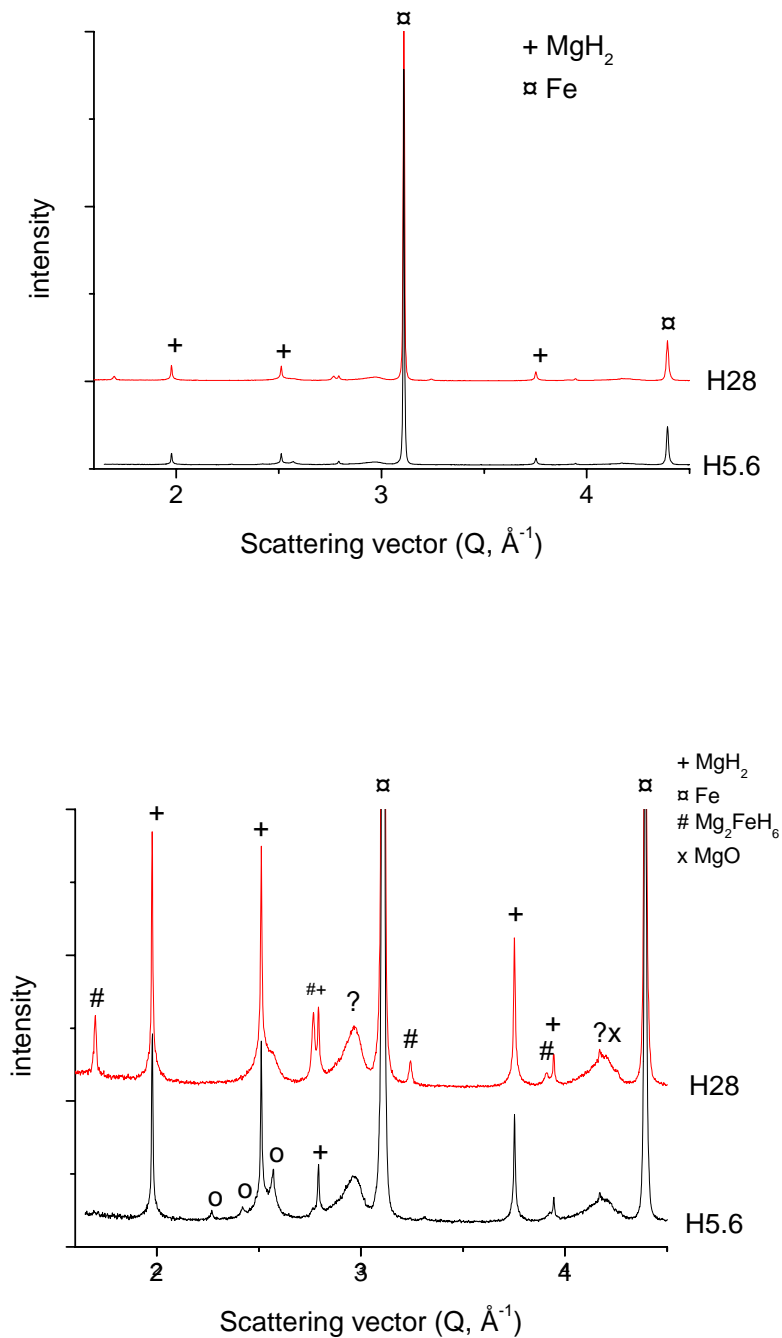 ¤
+ MgH₂
¤ Fe
intensity
+ + + ¤
H28
H5.6
2 3 4
Scattering vector (Q, Å⁻¹)
¤ ¤
+ MgH₂
¤ Fe
# Mg₂FeH₆
x MgO
+ +
+
# #+ ? # # + ?x
intensity
H28
o o o +
H5.6
2 3 4
Scattering vector (Q, Å⁻¹)